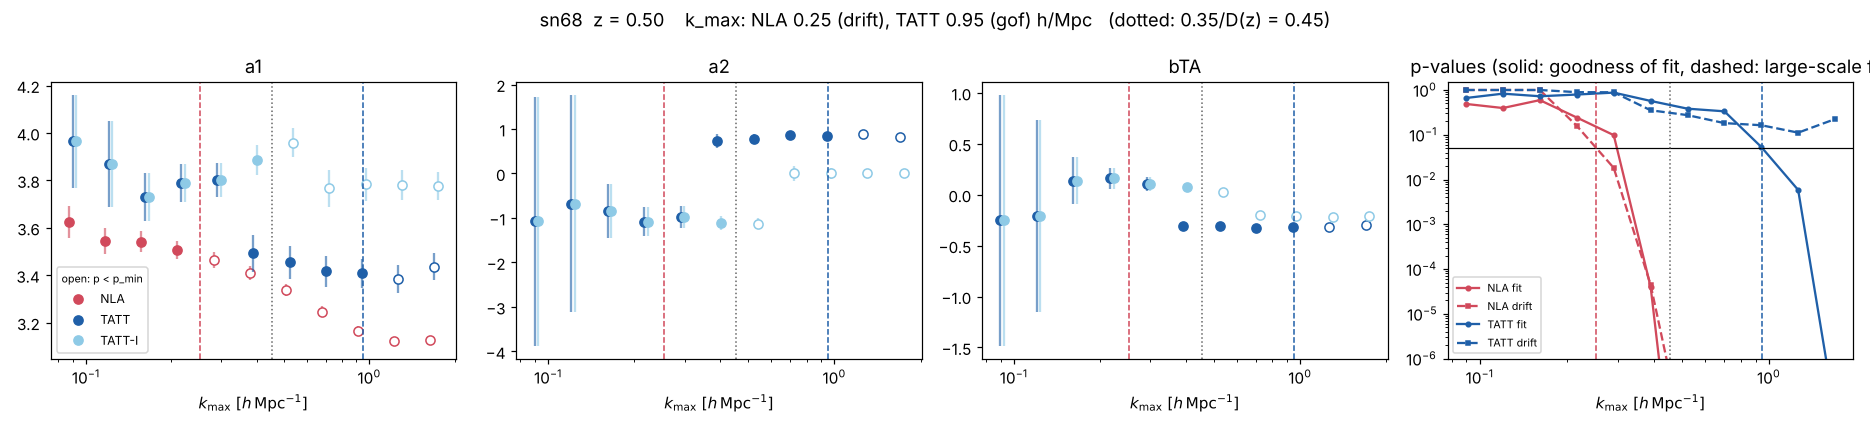 sn68 z = 0.50 k_max: NLA 0.25 (drift), TATT 0.95 (gof) h/Mpc (dotted: 0.35/D(z) = 0.45)
a1
4.2
4.0
3.8
3.6
3.4
3.2
open: p < p_min
NLA
TATT
TATT-I
10⁻¹
10⁰
k_max [h Mpc⁻¹]
a2
2
1
0
−1
−2
−3
−4
10⁻¹
10⁰
k_max [h Mpc⁻¹]
bTA
1.0
0.5
0.0
−0.5
−1.0
−1.5
10⁻¹
10⁰
k_max [h Mpc⁻¹]
p-values (solid: goodness of fit, dashed: large-scale
10⁰
10⁻¹
10⁻²
10⁻³
10⁻⁴
10⁻⁵
10⁻⁶
NLA fit
NLA drift
TATT fit
TATT drift
10⁻¹
10⁰
k_max [h Mpc⁻¹]